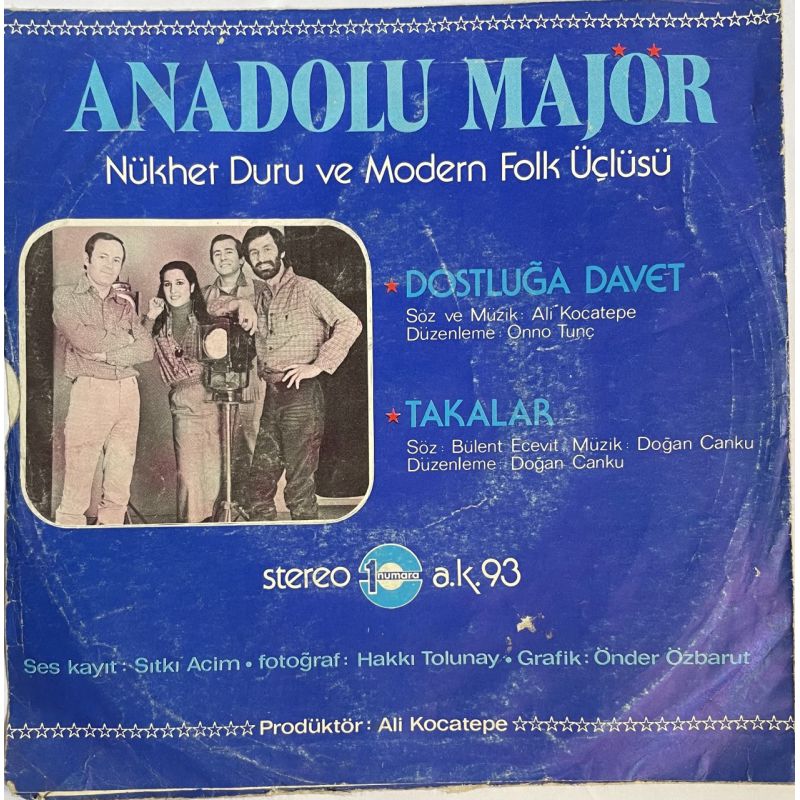 ANADOLU MAJÖR
Nükhet Duru ve Modern Folk Üçlüsü
DOSTLUĞA DAVET
Söz ve Müzik: Ali Kocatepe
Düzenleme: Onno Tunç
TAKALAR
Söz: Bülent Ecevit, Müzik: Doğan Canku
Düzenleme: Doğan Canku
stereo 1 numara a.k. 93
Ses kayıt: Sıtkı Acim • fotoğraf: Hakkı Tolunay • Grafik: Önder Özbarut
Prodüktör: Ali Kocatepe